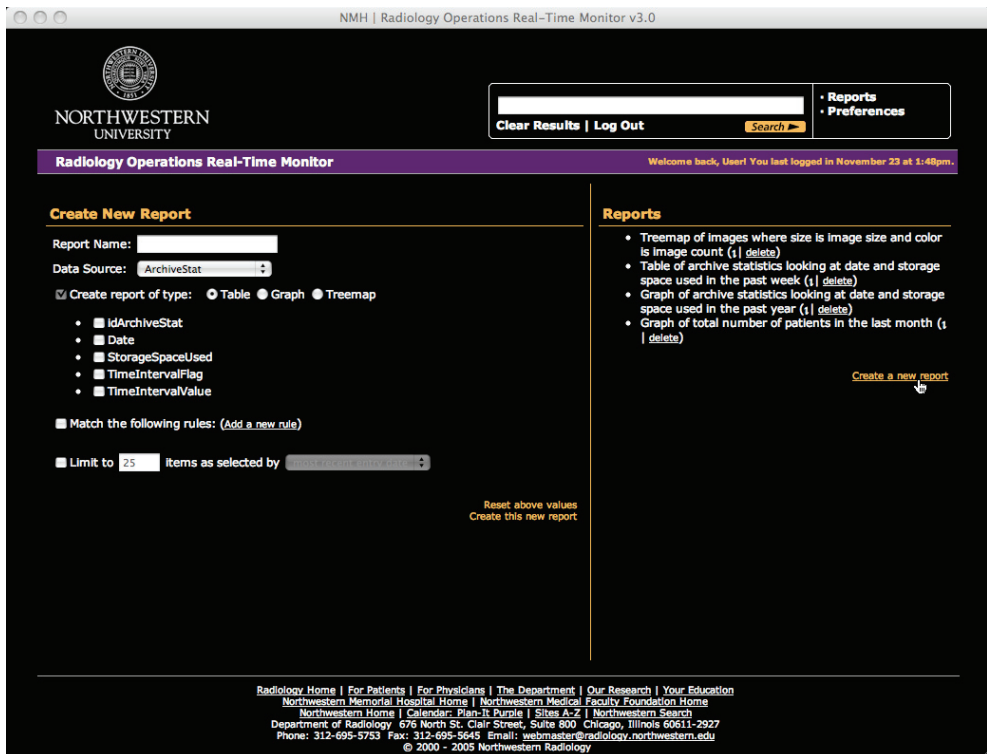 NMH | Radiology Operations Real-Time Monitor v3.0
1851
NORTHWESTERN
UNIVERSITY
Clear Results | Log Out
Search
· Reports
· Preferences
Radiology Operations Real-Time Monitor
Welcome back, User! You last logged in November 23 at 1:48pm.
Create New Report
Report Name:
Data Source: ArchiveStat
Create report of type: Table Graph Treemap
• idArchiveStat
• Date
• StorageSpaceUsed
• TimeIntervalFlag
• TimeIntervalValue
Match the following rules: (Add a new rule)
Limit to 25 items as selected by most recent entry date
Reset above values
Create this new report
Reports
• Treemap of images where size is image size and color
is image count (1| delete)
• Table of archive statistics looking at date and storage
space used in the past week (1| delete)
• Graph of archive statistics looking at date and storage
space used in the past year (1| delete)
• Graph of total number of patients in the last month (1
| delete)
Create a new report
Radiology Home | For Patients | For Physicians | The Department | Our Research | Your Education
Northwestern Memorial Hospital Home | Northwestern Medical Faculty Foundation Home
Northwestern Home | Calendar: Plan-It Purple | Sites A-Z | Northwestern Search
Department of Radiology 676 North St. Clair Street, Suite 800 Chicago, Illinois 60611-2927
Phone: 312-695-5753 Fax: 312-695-5645 Email: webmaster@radiology.northwestern.edu
© 2000 - 2005 Northwestern Radiology